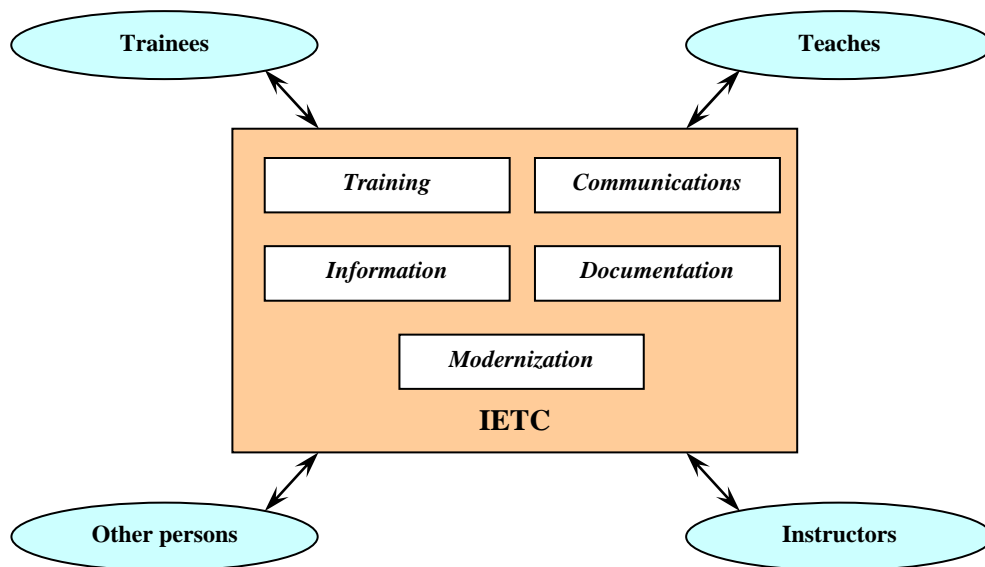 Trainees
Teaches
Training
Communications
Information
Documentation
Modernization
IETC
Other persons
Instructors